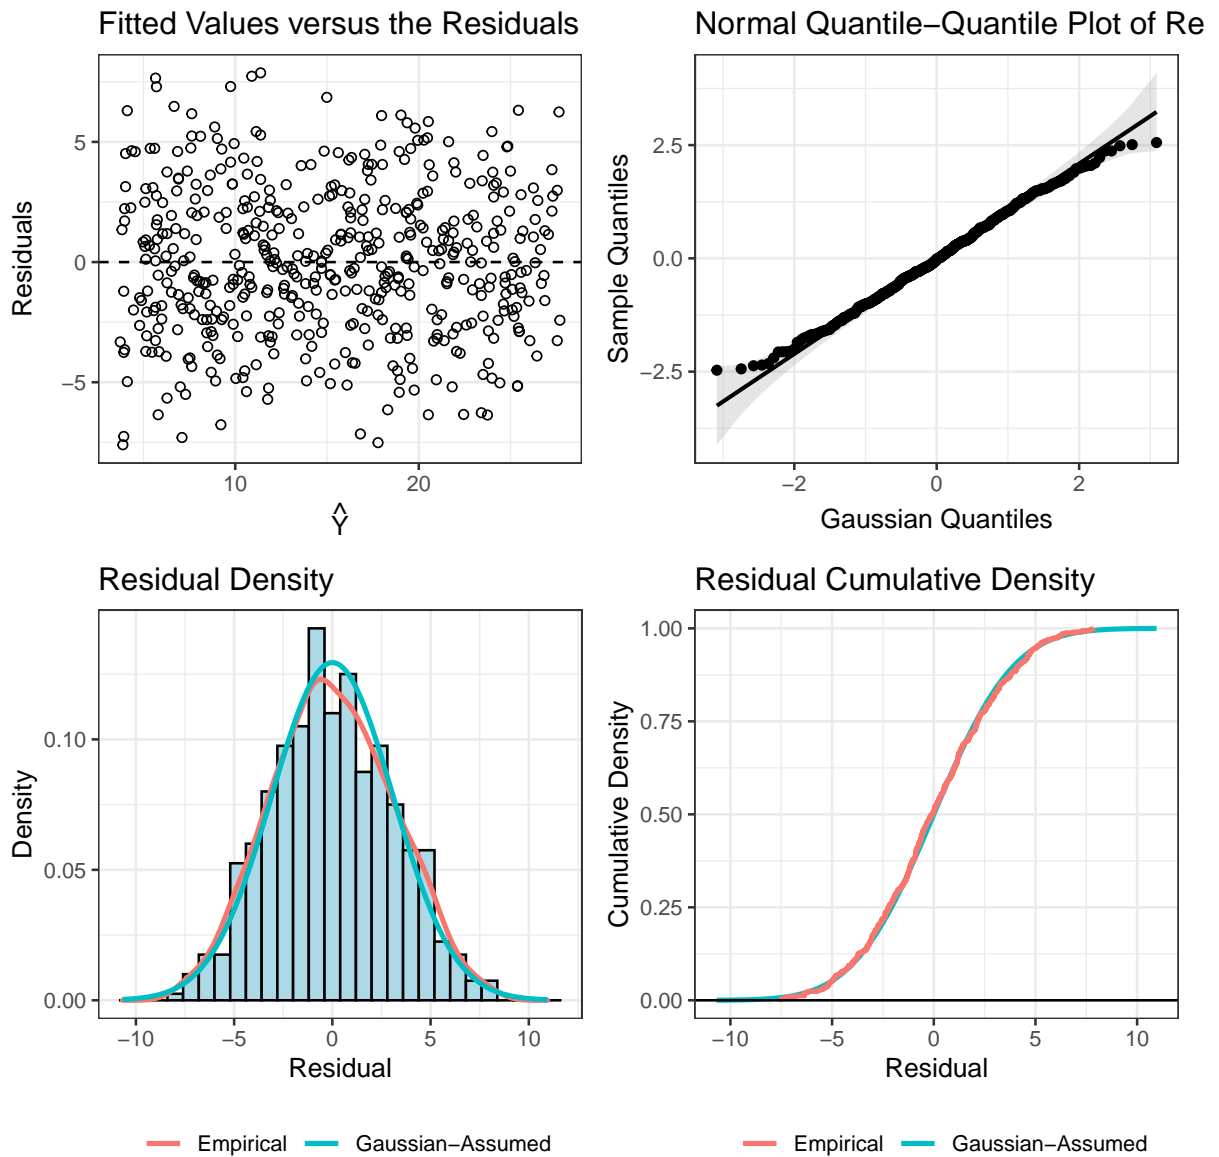 Fitted Values versus the Residuals
Normal Quantile−Quantile Plot of Re
Residuals
5
0
−5
10
20
^
Y
Sample Quantiles
2.5
0.0
−2.5
−2
0
2
Gaussian Quantiles
Residual Density
Residual Cumulative Density
Density
0.10
0.05
0.00
−10
−5
0
5
10
Residual
Cumulative Density
1.00
0.75
0.50
0.25
0.00
−10
−5
0
5
10
Residual
Empirical
Gaussian−Assumed
Empirical
Gaussian−Assumed